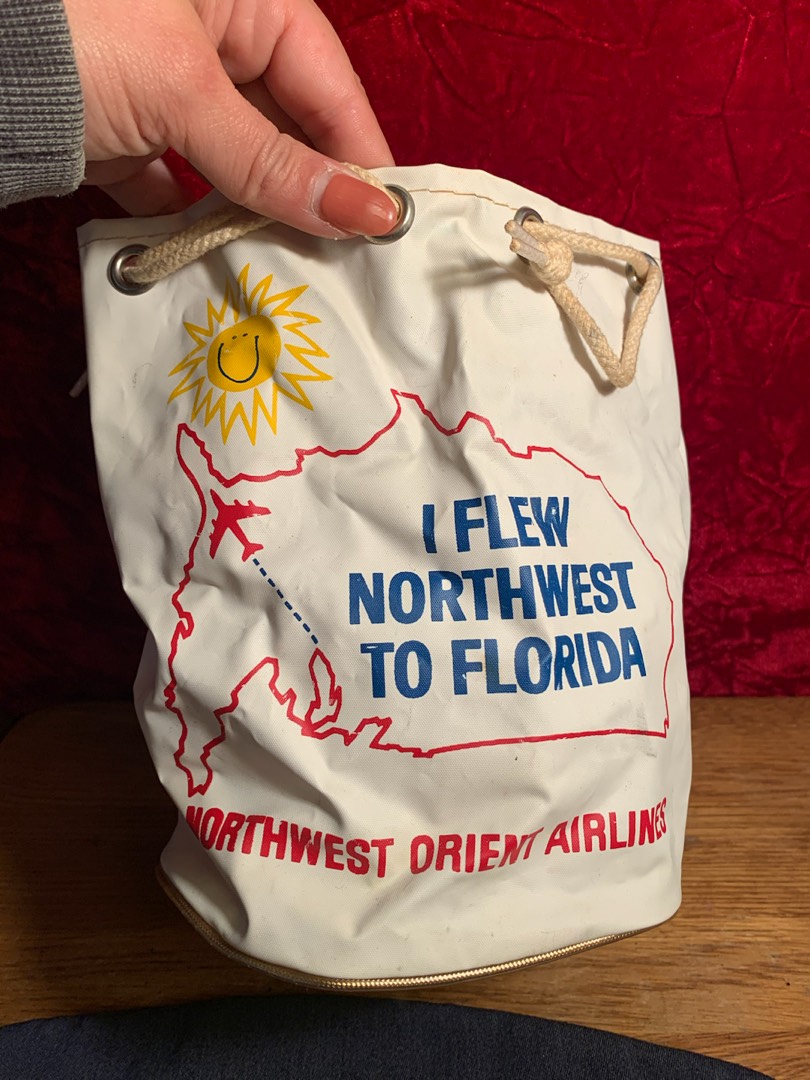 I FLEW
NORTHWEST
TO FLORIDA
NORTHWEST ORIENT AIRLINES